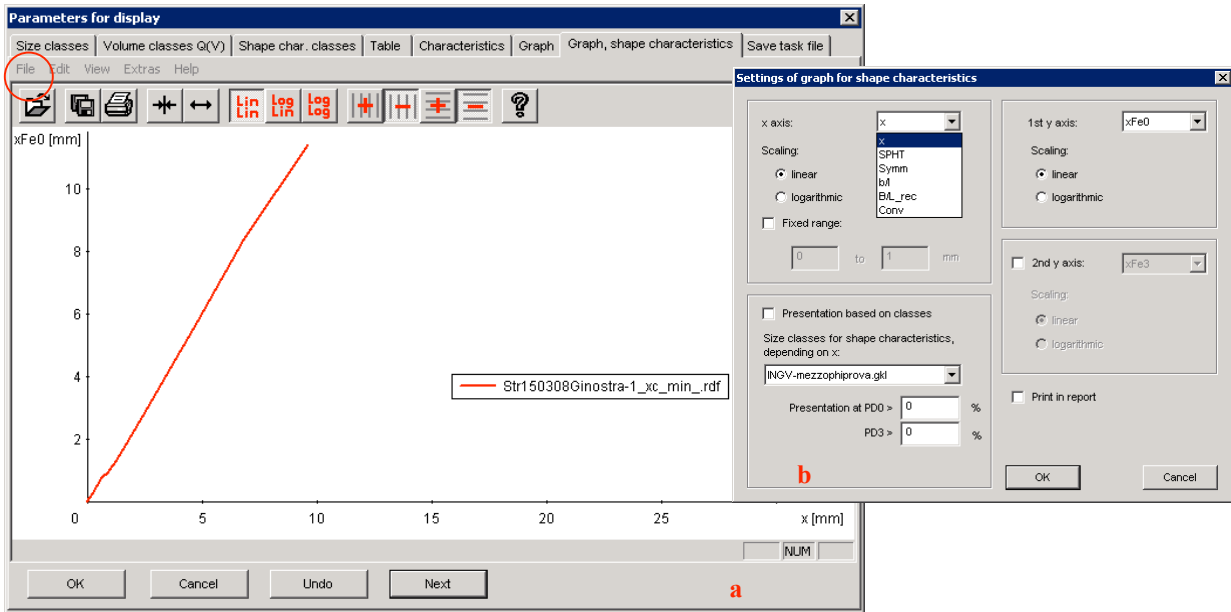 Parameters for display
Size classes Volume classes Q(V) Shape char. classes Table Characteristics Graph Graph, shape characteristics Save task file
File Edit View Extras Help
Lin Lin Log Lin Log Log
xFe0 [mm]
10
8
6
4
2
Str150308Ginostra-1_xc_min_.rdf
0 5 10 15 20 25 x [mm]
NUM
OK Cancel Undo Next
a
Settings of graph for shape characteristics
x axis: x
x
SPHT
Symm
b/l
B/L_rec
Conv
Scaling:
linear
logarithmic
Fixed range:
0 to 1 mm
1st y axis: xFe0
Scaling:
linear
logarithmic
2nd y axis: xFe3
Scaling:
linear
logarithmic
Presentation based on classes
Size classes for shape characteristics,
depending on x:
INGV-mezzophiprova.gkl
Presentation at PD0 > 0 %
PD3 > 0 %
Print in report
b
OK Cancel